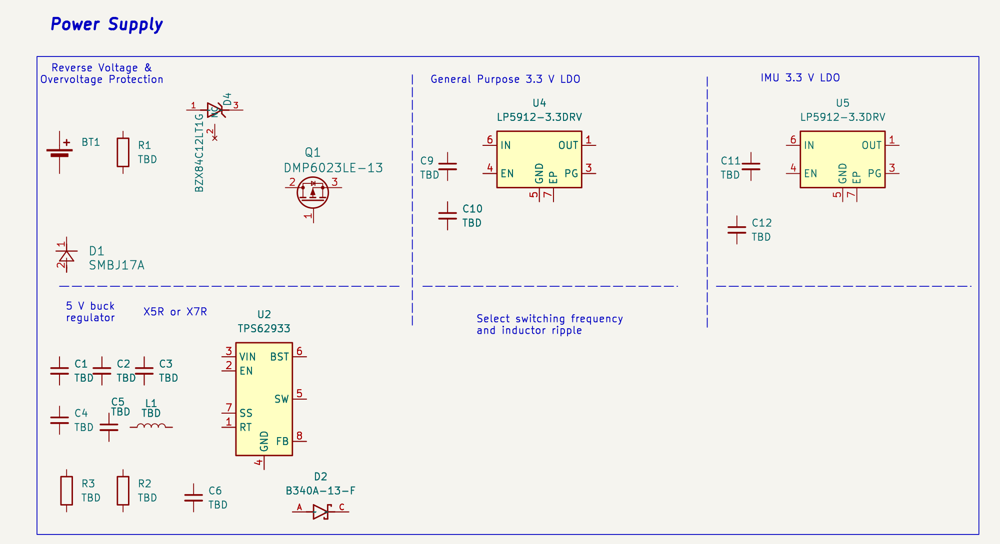 Power Supply
Reverse Voltage &
Overvoltage Protection
General Purpose 3.3 V LDO
IMU 3.3 V LDO
D4
1
3
NC
2
BZX84C12LT1G
+
BT1
R1
TBD
Q1
DMP6023LE-13
2
3
1
D1
SMBJ17A
1
2
U4
LP5912-3.3DRV
6
IN
OUT
1
4
EN
GND
EP
PG
3
5
7
C9
TBD
C10
TBD
U5
LP5912-3.3DRV
6
IN
OUT
1
4
EN
GND
EP
PG
3
5
7
C11
TBD
C12
TBD
5 V buck
regulator
X5R or X7R
Select switching frequency
and inductor ripple
U2
TPS62933
3
VIN
BST
6
2
EN
SW
5
7
SS
1
RT
GND
FB
8
4
C1
TBD
C2
TBD
C3
TBD
C4
TBD
C5
TBD
L1
TBD
R3
TBD
R2
TBD
C6
TBD
D2
B340A-13-F
A
C